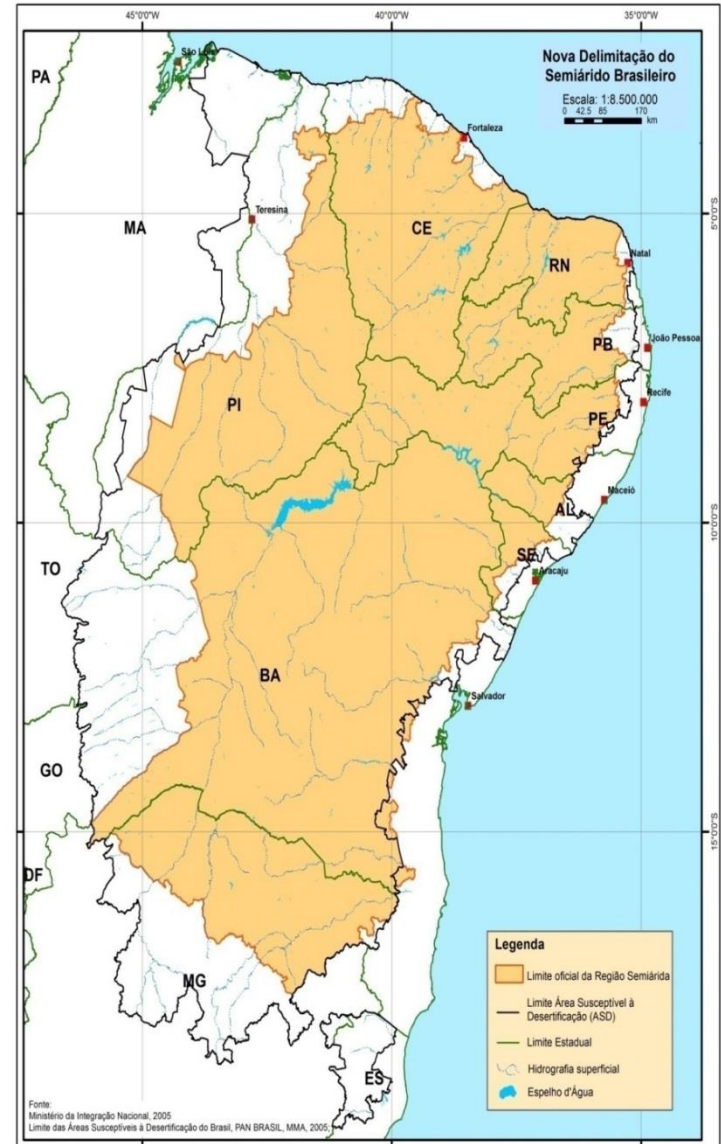 45°0'0"W
40°0'0"W
35°0'0"W
Nova Delimitação do
Semiárido Brasileiro
Escala: 1:8.500.000
0 42.5 85 170
km
São Luís
PA
Fortaleza
MA
Teresina
CE
5°0'0"S
RN
Natal
PB
João Pessoa
PI
PE
Recife
Maceió
AL
10°0'0"S
TO
SE
Aracaju
BA
Salvador
GO
15°0'0"S
DF
MG
ES
Legenda
Limite oficial da Região Semiárida
Limite Área Susceptível à
Desertificação (ASD)
Limite Estadual
Hidrografia superficial
Espelho d'Água
Fonte:
Ministério da Integração Nacional, 2005
Limite das Áreas Susceptíveis à Desertificação do Brasil, PAN BRASIL, MMA, 2005;